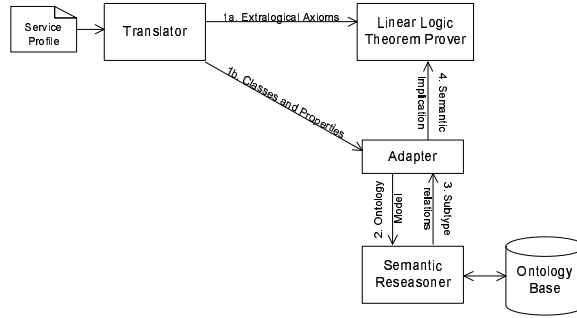 Service
Profile
Translator
1a. Extralogical Axioms
Linear Logic
Theorem Prover
1b. Classes and Properties
4. Semantic
Implication
Adapter
2. Ontology
Model
3. Subtype
relations
Semantic
Reseasoner
Ontology
Base